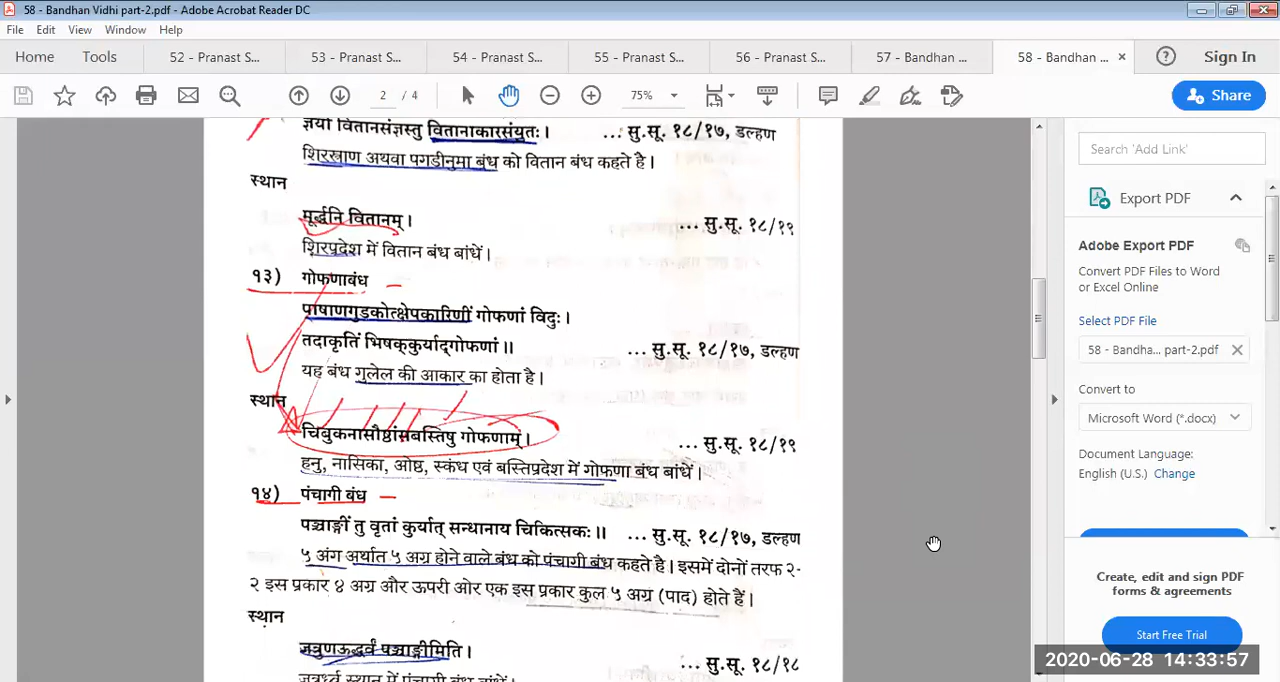 58 - Bandhan Vidhi part-2.pdf - Adobe Acrobat Reader DC
File Edit View Window Help
Home Tools 52 - Pranast S... 53 - Pranast S... 54 - Pranast S... 55 - Pranast S... 56 - Pranast S... 57 - Bandhan ... 58 - Bandhan ... × Sign In
2 / 4 75% Share
ज्ञेयो वितानसंज्ञस्तु वितानाकारसंयुतः। ... सु.सू. १८/१७, डल्हण
शिरस्त्राण अथवा पगडीनुमा बंध को वितान बंध कहते है।
स्थान
मूर्द्धनि वितानम्। ... सु.सू. १८/१९
शिरप्रदेश में वितान बंध बांधें।
१३) गोफणाबंध
पाषाणगुडकोत्क्षेपकारिणीं गोफणां विदुः।
तदाकृतिं भिषक्कुर्याद्गोफणां॥ ... सु.सू. १८/१७, डल्हण
यह बंध गुलेल की आकार का होता है।
स्थान
चिबुकनासौष्ठांसबस्तिषु गोफणाम्। ... सु.सू. १८/१९
हनु, नासिका, ओष्ठ, स्कंध एवं बस्तिप्रदेश में गोफणा बंध बांधें।
१४) पंचागी बंध
पञ्चाङ्गीं तु वृतां कुर्यात् सन्धानाय चिकित्सकः॥ ... सु.सू. १८/१७, डल्हण
५ अंग अर्थात ५ अग्र होने वाले बंध को पंचागी बंध कहते है। इसमें दोनों तरफ २-
२ इस प्रकार ४ अग्र और ऊपरी ओर एक इस प्रकार कुल ५ अग्र (पाद) होते हैं।
स्थान
जत्रुणऊर्द्ध्वं पञ्चाङ्गीमिति। ... सु.सू. १८/१८
जत्रूर्ध्व स्थान में पंचागी बंध बांधें।
Search 'Add Link'
Export PDF
Adobe Export PDF
Convert PDF Files to Word
or Excel Online
Select PDF File
58 - Bandha... part-2.pdf ×
Convert to
Microsoft Word (*.docx)
Document Language:
English (U.S.) Change
Create, edit and sign PDF
forms & agreements
Start Free Trial
2020-06-28 14:33:57